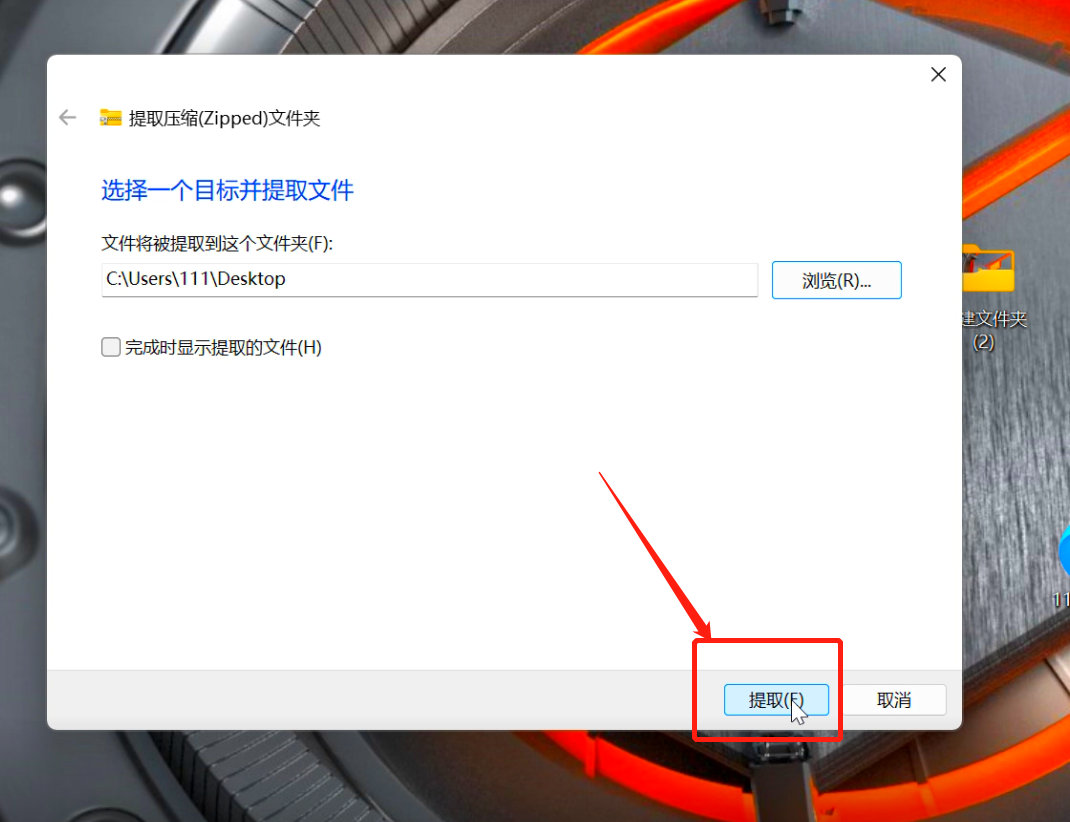 提取压缩(Zipped)文件夹
选择一个目标并提取文件
文件将被提取到这个文件夹(F):
C:\Users\111\Desktop
浏览(R)...
完成时显示提取的文件(H)
建文件夹
(2)
11
提取(E)
取消